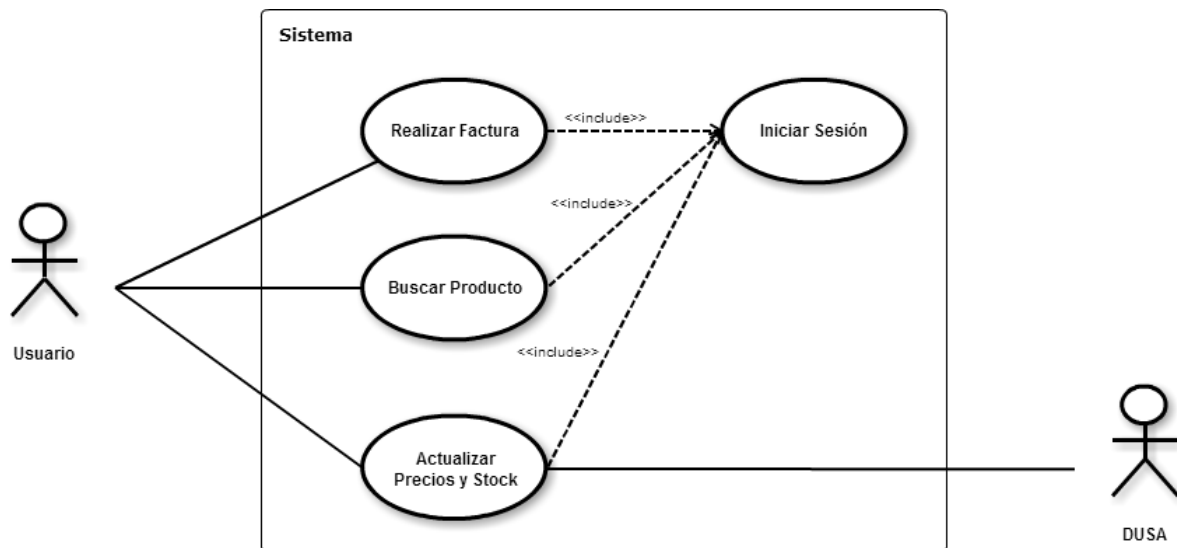 Sistema
Realizar Factura
<<include>>
Iniciar Sesión
<<include>>
Buscar Producto
Usuario
<<include>>
Actualizar
Precios y Stock
DUSA